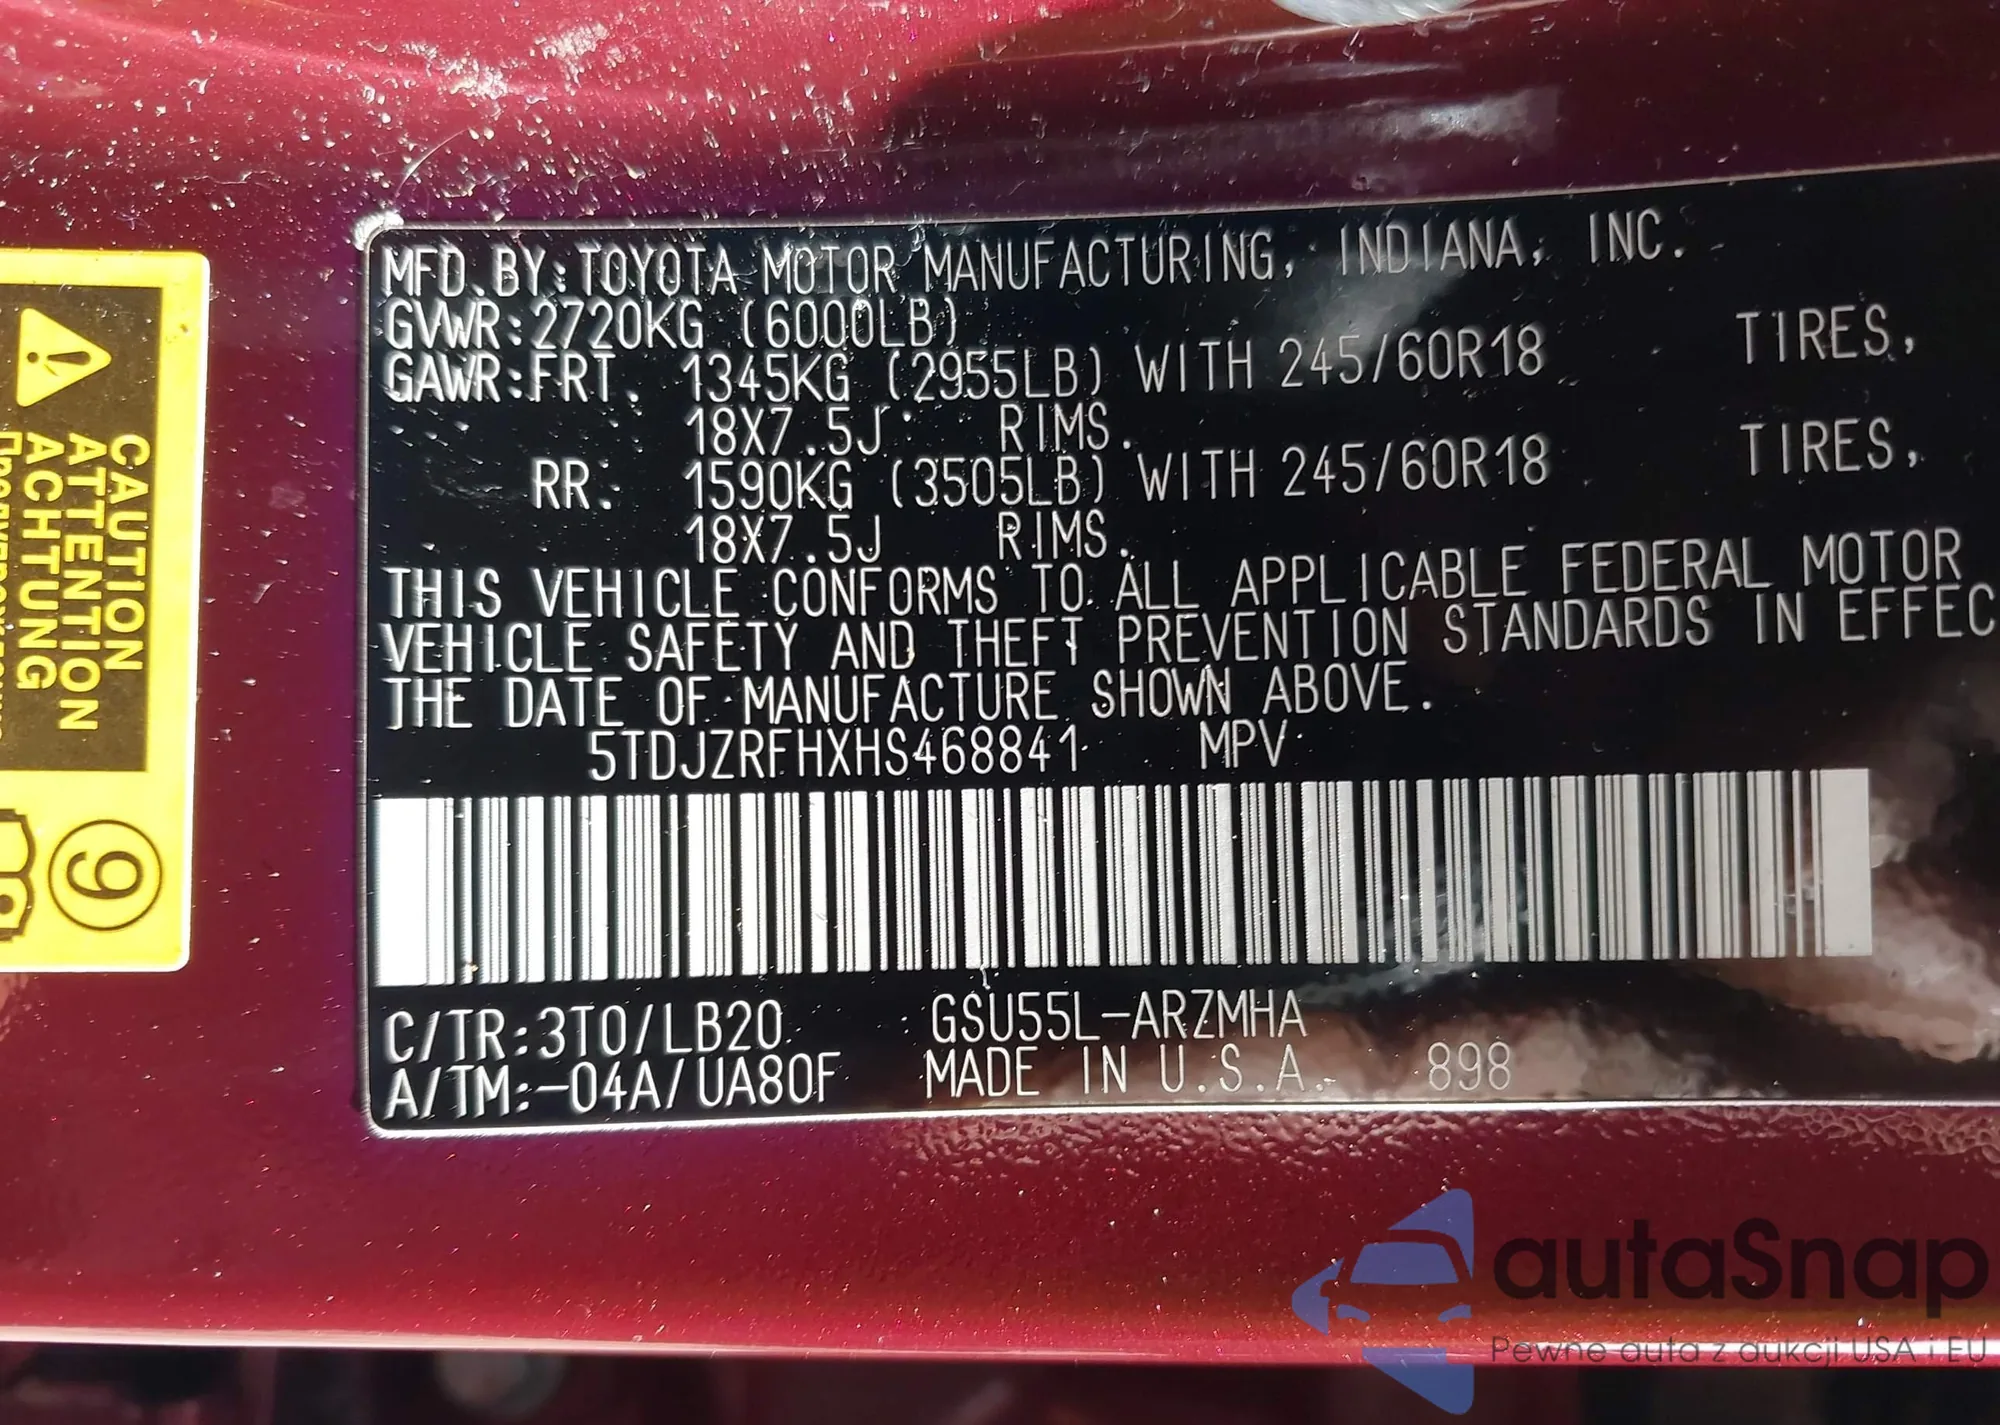 MFD.BY:TOYOTA MOTOR MANUFACTURING, INDIANA, INC.
GVWR:2720KG (6000LB)
GAWR:FRT. 1345KG (2955LB) WITH 245/60R18 TIRES,
18X7.5J RIMS.
RR: 1590KG (3505LB) WITH 245/60R18 TIRES,
18X7.5J RIMS.
THIS VEHICLE CONFORMS TO ALL APPLICABLE FEDERAL MOTOR
VEHICLE SAFETY AND THEFT PREVENTION STANDARDS IN EFFEC
THE DATE OF MANUFACTURE SHOWN ABOVE.
5TDJZRFHXHS468841 MPV
C/TR:3T0/LB20 GSU55L-ARZMHA
A/TM:-04A/UA80F MADE IN U.S.A. 898
CAUTION
ATTENTION
ACHTUNG
9
autaSnap
Pewne auta z aukcji USA i EU